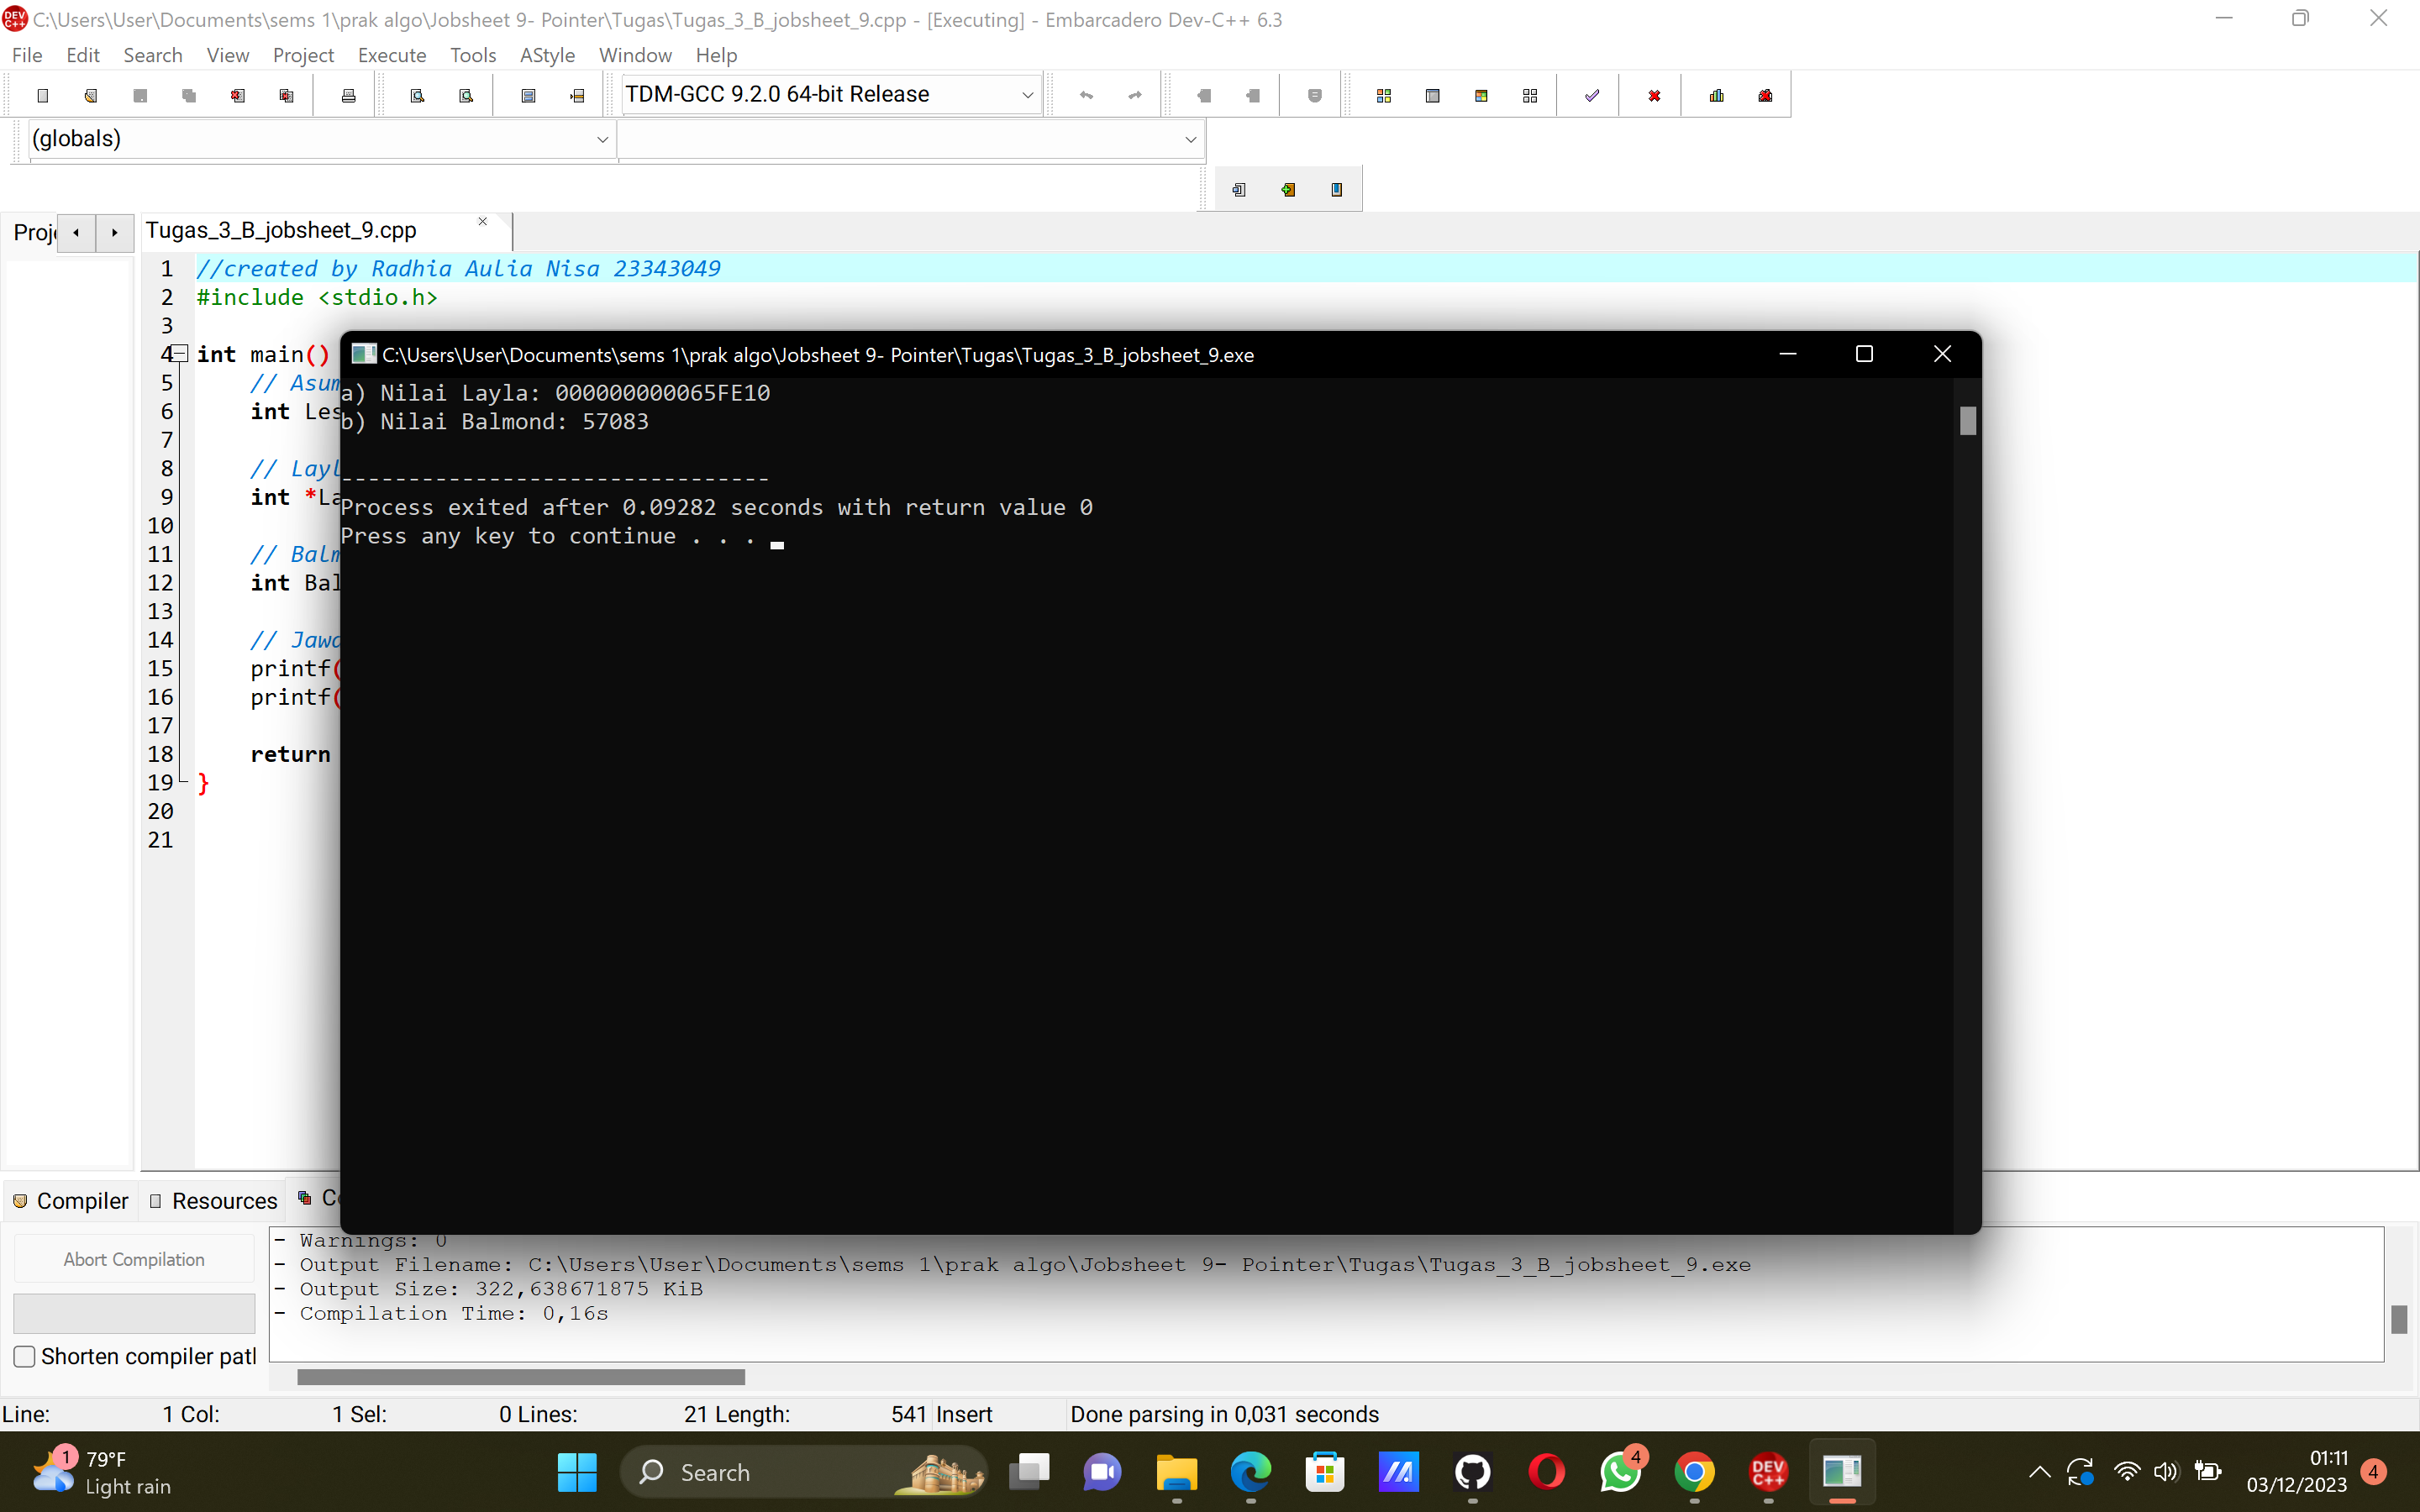 C:\Users\User\Documents\sems 1\prak algo\Jobsheet 9- Pointer\Tugas\Tugas_3_B_jobsheet_9.cpp - [Executing] - Embarcadero Dev-C++ 6.3
File Edit Search View Project Execute Tools AStyle Window Help
TDM-GCC 9.2.0 64-bit Release
(globals)
Proj Tugas_3_B_jobsheet_9.cpp
1 //created by Radhia Aulia Nisa 23343049
2 #include <stdio.h>
3
4 int main()
5 // Asum
6 int Les
7
8 // Layl
9 int *La
10
11 // Balm
12 int Bal
13
14 // Jawa
15 printf(
16 printf(
17
18 return
19 }
20
21
C:\Users\User\Documents\sems 1\prak algo\Jobsheet 9- Pointer\Tugas\Tugas_3_B_jobsheet_9.exe
a) Nilai Layla: 000000000065FE10
b) Nilai Balmond: 57083
--------------------------------
Process exited after 0.09282 seconds with return value 0
Press any key to continue . . .
Compiler Resources Co
Abort Compilation
Shorten compiler patl
- Warnings: 0
- Output Filename: C:\Users\User\Documents\sems 1\prak algo\Jobsheet 9- Pointer\Tugas\Tugas_3_B_jobsheet_9.exe
- Output Size: 322,638671875 KiB
- Compilation Time: 0,16s
Line: 1 Col: 1 Sel: 0 Lines: 21 Length: 541 Insert Done parsing in 0,031 seconds
1
79°F
Light rain
Search
4
DEV C++
01:11
03/12/2023
4